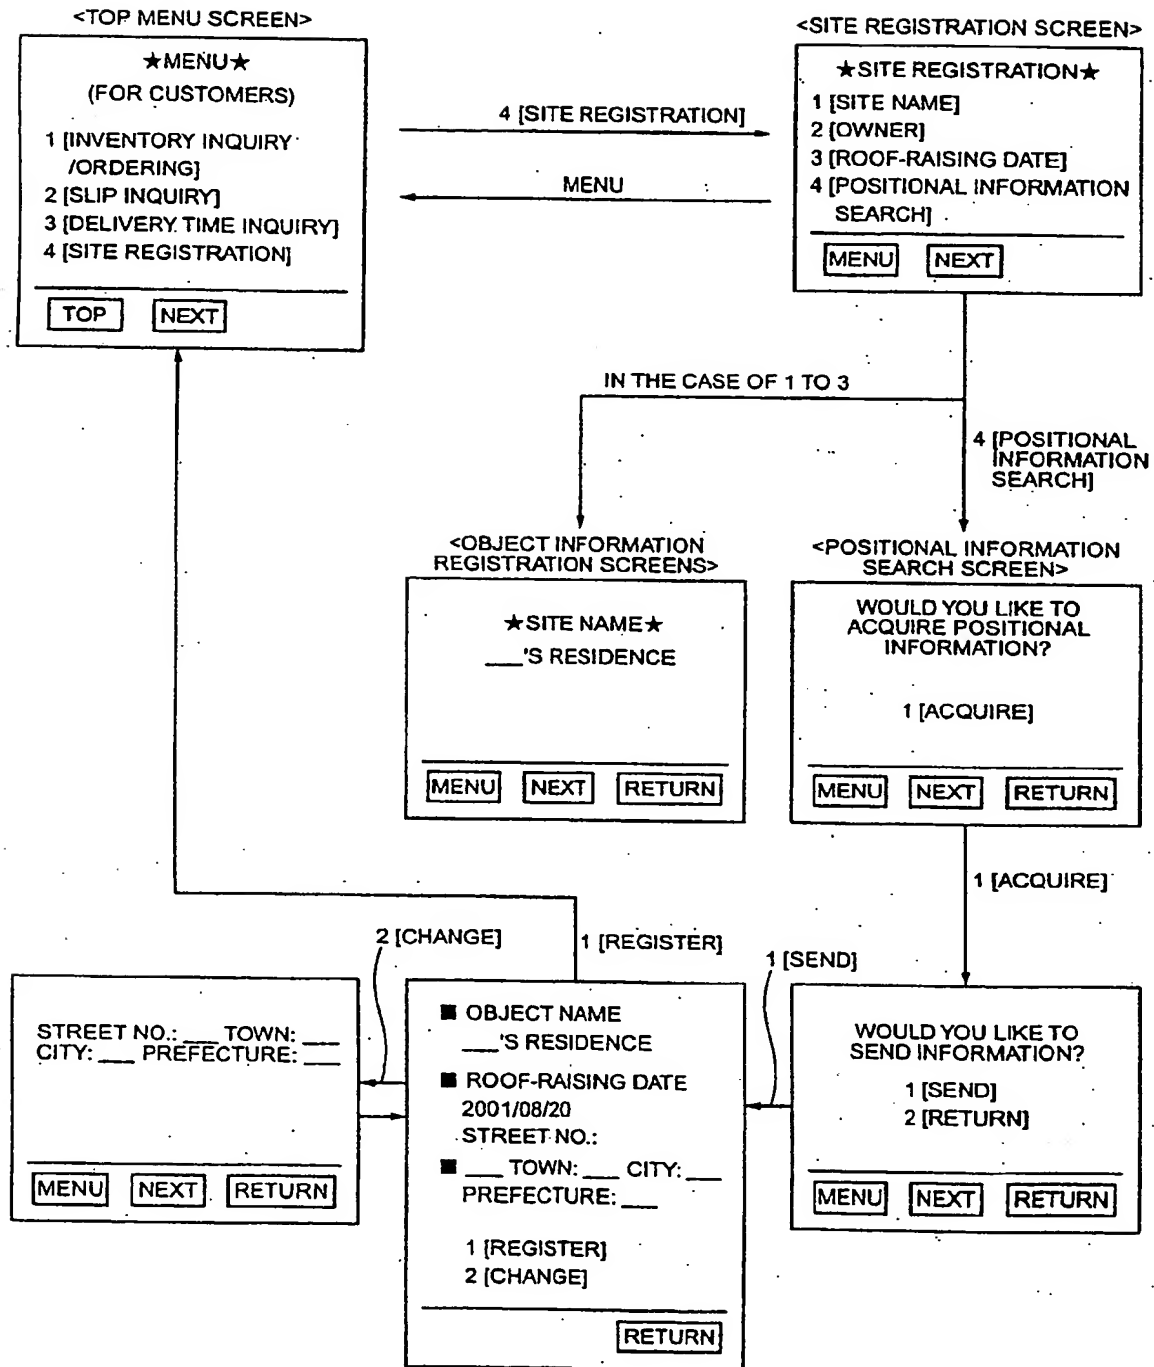 <TOP MENU SCREEN>
★MENU★
(FOR CUSTOMERS)
1 [INVENTORY INQUIRY
/ORDERING]
2 [SLIP INQUIRY]
3 [DELIVERY TIME INQUIRY]
4 [SITE REGISTRATION]
TOP NEXT
4 [SITE REGISTRATION]
MENU
<SITE REGISTRATION SCREEN>
★SITE REGISTRATION★
1 [SITE NAME]
2 [OWNER]
3 [ROOF-RAISING DATE]
4 [POSITIONAL INFORMATION
SEARCH]
MENU NEXT
IN THE CASE OF 1 TO 3
4 [POSITIONAL
INFORMATION
SEARCH]
<OBJECT INFORMATION
REGISTRATION SCREENS>
★SITE NAME★
___'S RESIDENCE
MENU NEXT RETURN
<POSITIONAL INFORMATION
SEARCH SCREEN>
WOULD YOU LIKE TO
ACQUIRE POSITIONAL
INFORMATION?
1 [ACQUIRE]
MENU NEXT RETURN
1 [ACQUIRE]
WOULD YOU LIKE TO
SEND INFORMATION?
1 [SEND]
2 [RETURN]
MENU NEXT RETURN
1 [SEND]
■ OBJECT NAME
___'S RESIDENCE
■ ROOF-RAISING DATE
2001/08/20
STREET NO.:
■ ___ TOWN: ___ CITY: ___
PREFECTURE: ___
1 [REGISTER]
2 [CHANGE]
RETURN
1 [REGISTER]
2 [CHANGE]
STREET NO.: ___ TOWN: ___
CITY: ___ PREFECTURE: ___
MENU NEXT RETURN